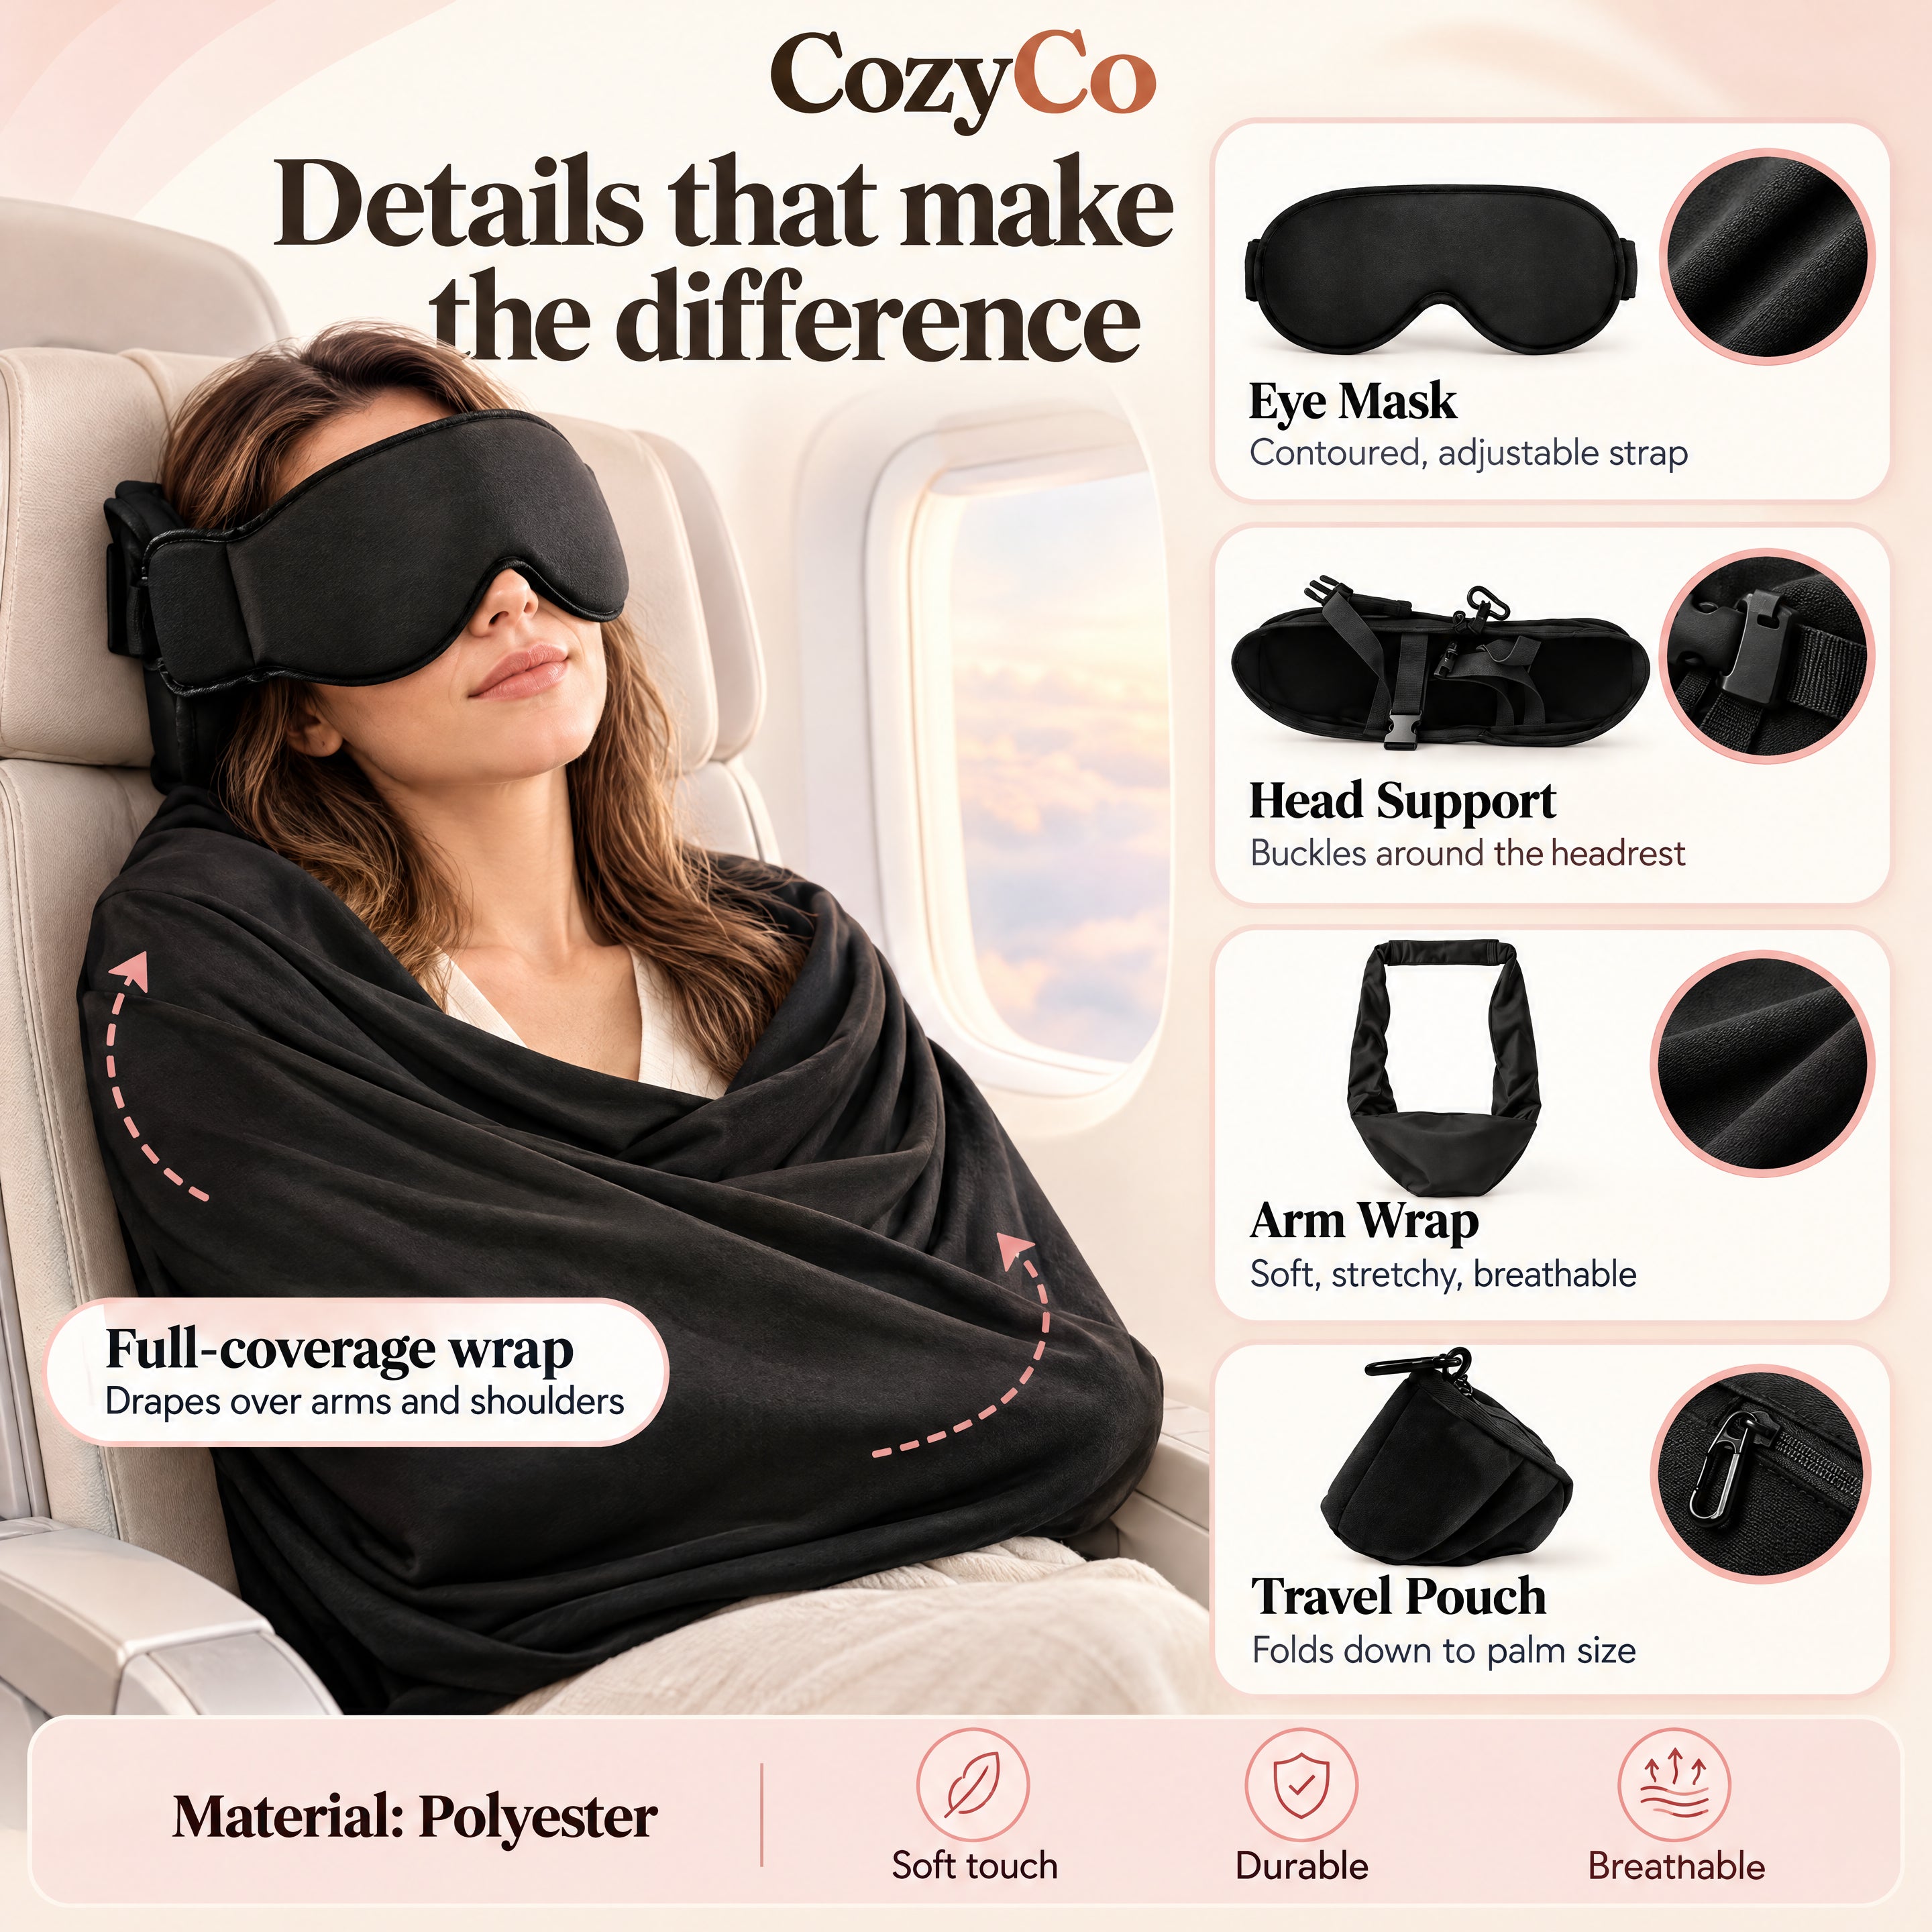 CozyCo
Details that make
the difference
Eye Mask
Contoured, adjustable strap
Head Support
Buckles around the headrest
Arm Wrap
Soft, stretchy, breathable
Full-coverage wrap
Drapes over arms and shoulders
Travel Pouch
Folds down to palm size
Material: Polyester
Soft touch
Durable
Breathable